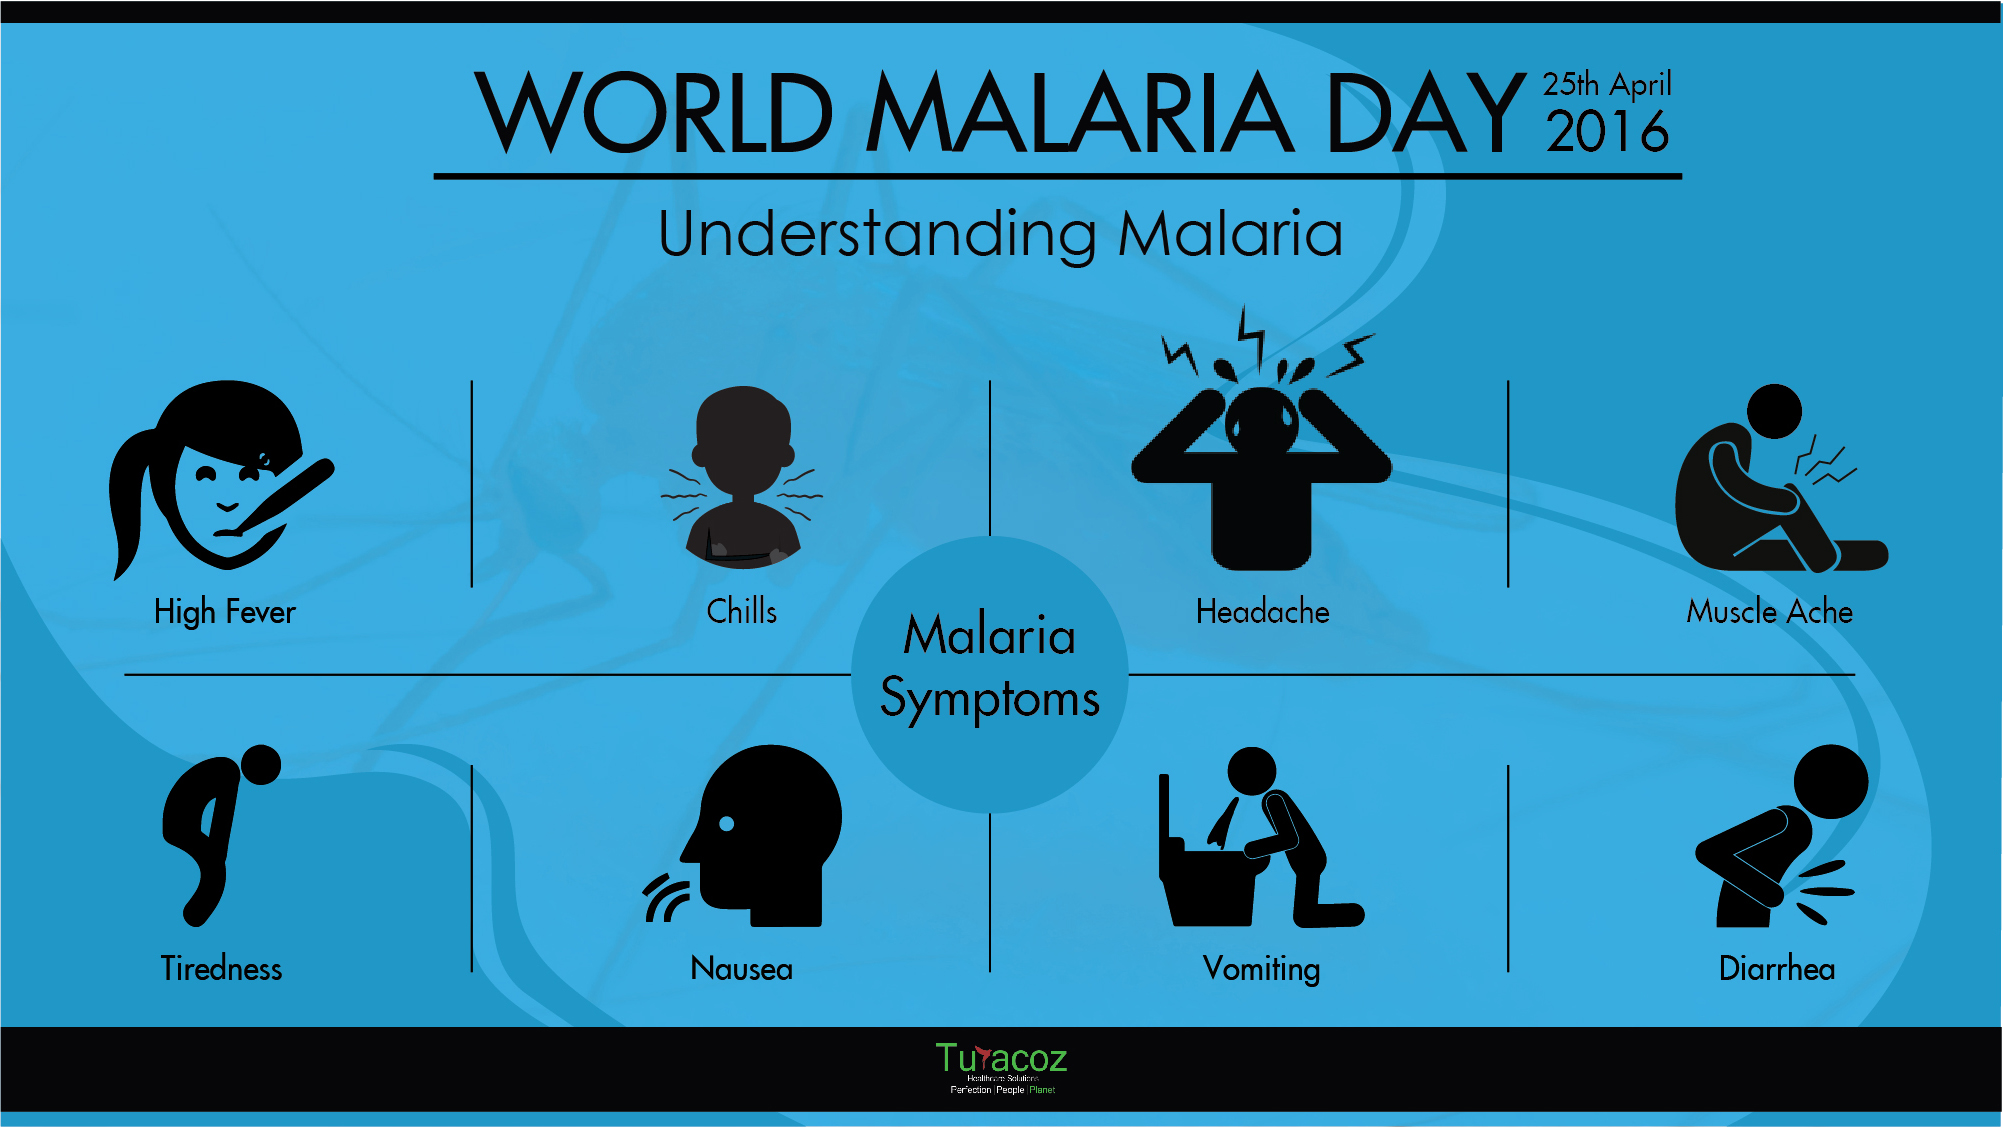 WORLD MALARIA DAY
25th April
2016
Understanding Malaria
High Fever
Chills
Headache
Muscle Ache
Malaria
Symptoms
Tiredness
Nausea
Vomiting
Diarrhea
Turacoz
Healthcare Solutions
Perfection | People | Planet